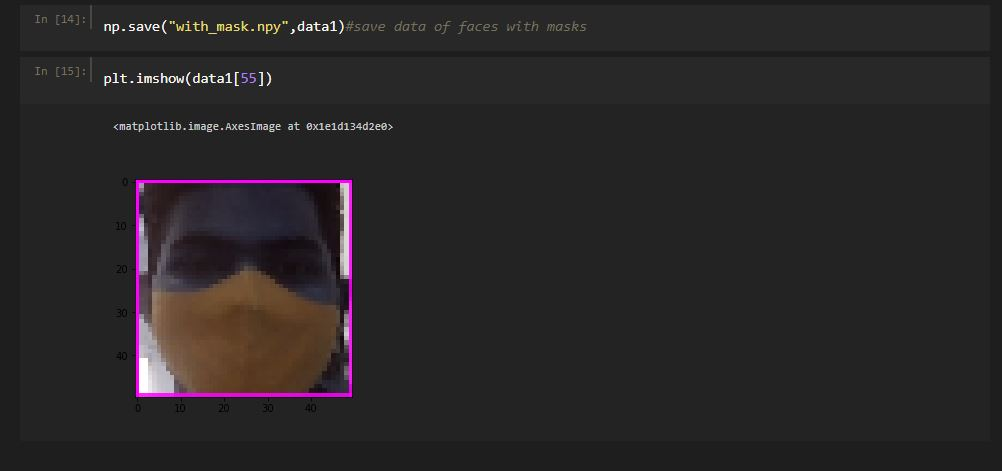 In [14]:
np.save("with_mask.npy",data1)#save data of faces with masks
In [15]:
plt.imshow(data1[55])
<matplotlib.image.AxesImage at 0x1e1d134d2e0>
0
10
20
30
40
0 10 20 30 40